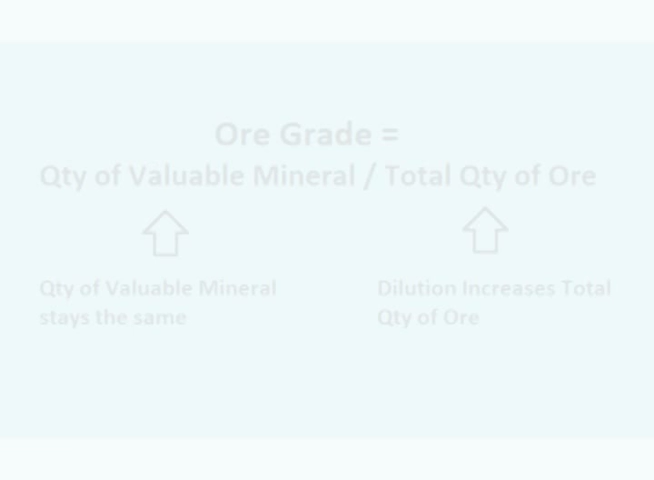 Ore Grade =
Qty of Valuable Mineral / Total Qty of Ore
Qty of Valuable Mineral
stays the same
Dilution Increases Total
Qty of Ore